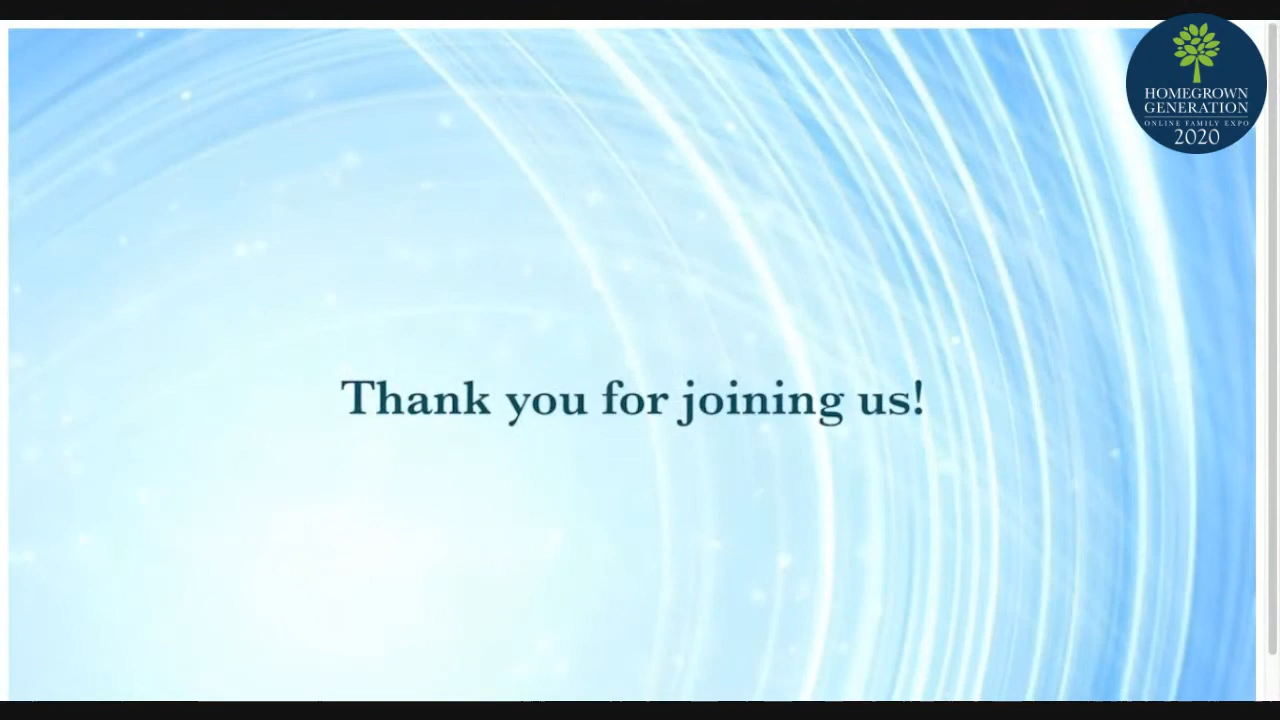 HOMEGROWN
GENERATION
ONLINE FAMILY EXPO
2020
Thank you for joining us!